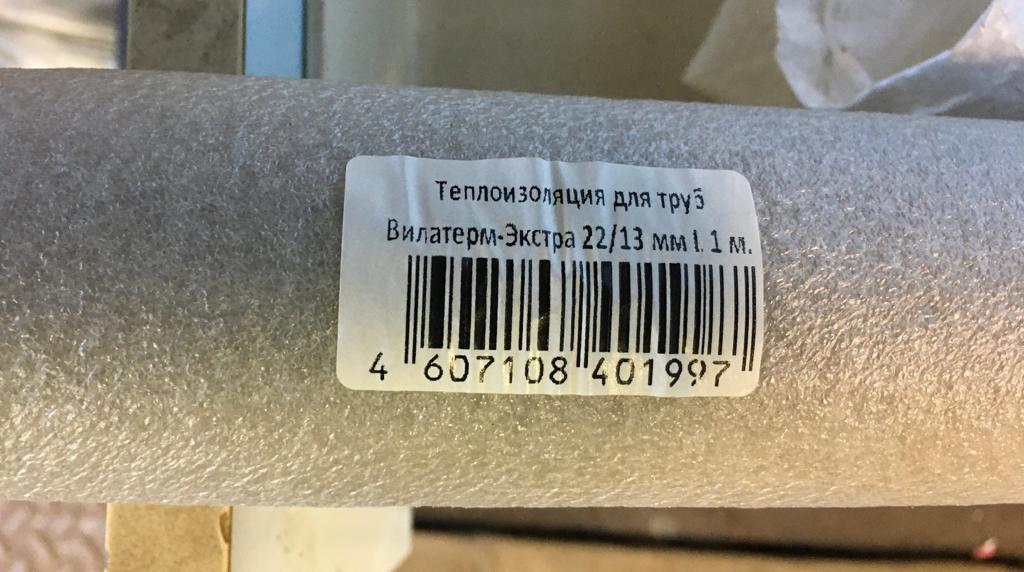 Теплоизоляция для труб
Вилатерм-Экстра 22/13 мм l. 1 м.
4 607108 401997